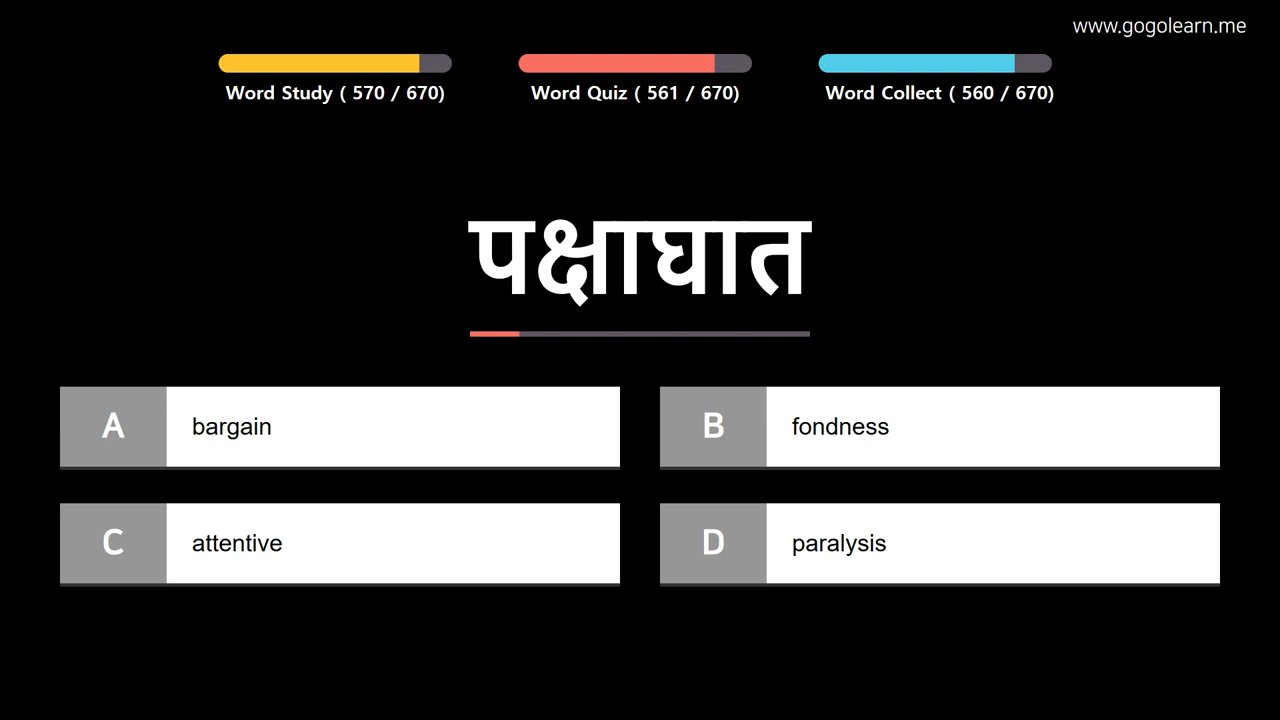 www.gogolearn.me
Word Study ( 570 / 670)
Word Quiz ( 561 / 670)
Word Collect ( 560 / 670)
पक्षाघात
A bargain
B fondness
C attentive
D paralysis